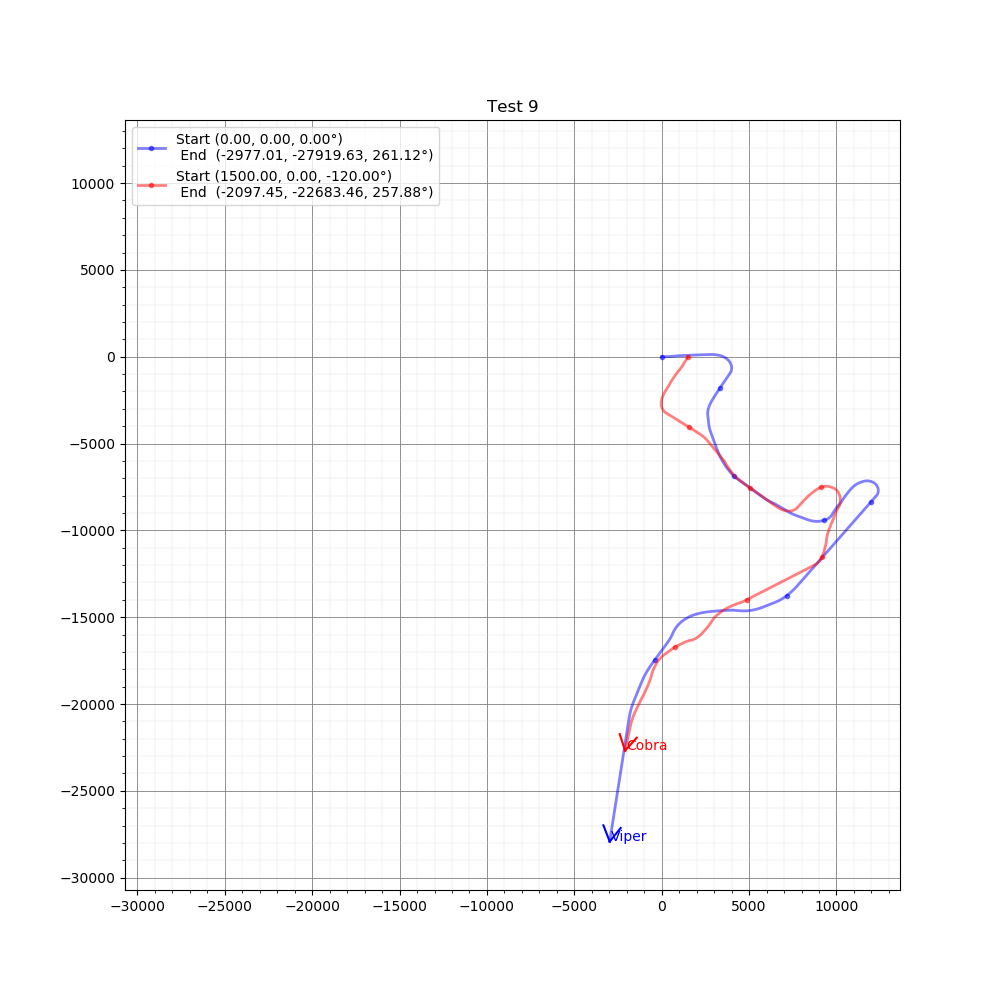 Test 9
Start (0.00, 0.00, 0.00°)
End (-2977.01, -27919.63, 261.12°)
Start (1500.00, 0.00, -120.00°)
End (-2097.45, -22683.46, 257.88°)
10000
5000
0
−5000
−10000
−15000
−20000
−25000
−30000
Cobra
Viper
−30000 −25000 −20000 −15000 −10000 −5000 0 5000 10000